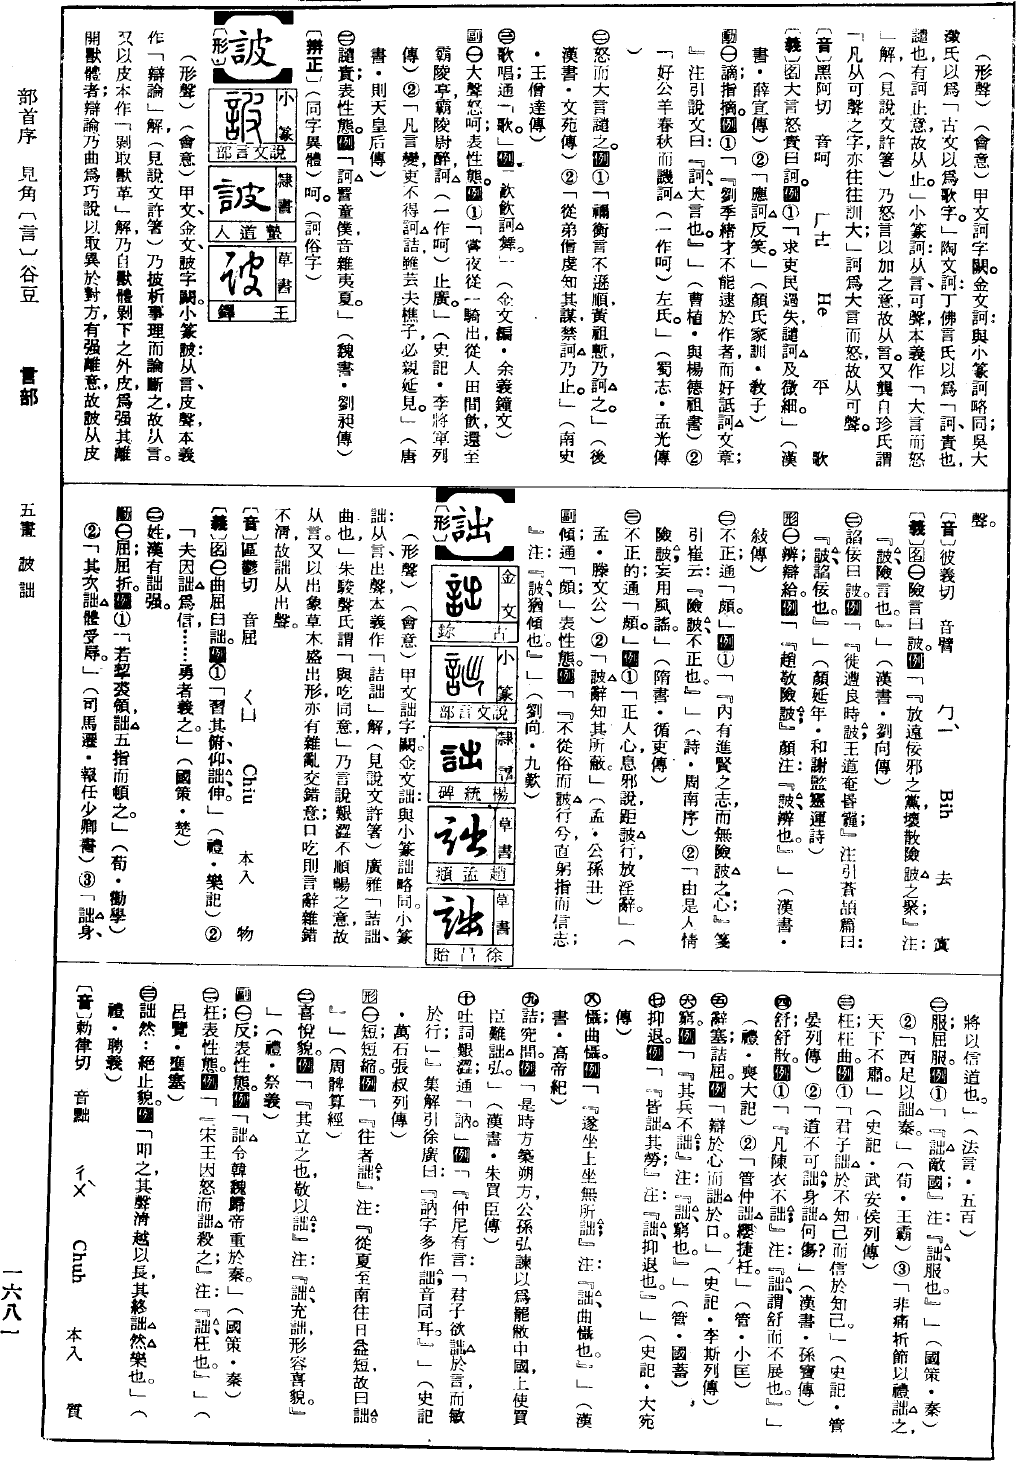 （形聲）（會意）甲文訶字闕。金文訶：與小篆訶略同；吳大
澂氏以爲「古文以爲歌字。」陶文訶：丁佛言氏以爲「訶，責也，
譴也，有訶止意，故从止。」小篆訶：从言、可聲，本義作「大言而怒
」解（見說文許箸）乃怒言以加之之意，故从言。又龔自珍氏謂
「凡从可聲之字，亦往往訓大」訶爲大言而怒，故从可聲。
〔音〕黑阿切　音呵　ㄏㄜ　He　平　歌
〔義〕名大言怒責曰訶。例①「求吏民過失，譴訶及微細。」（漢
書・薛宣傳）②「應訶反笑。」（顏氏家訓・教子）
動㊀謫指摘。例①「『劉季緒才不能逮於作者，而好詆訶文章；
』注引說文曰：『訶，大言也。』」（曹植・與楊德祖書）②
「好公羊春秋而譏訶（一作呵）左氏。」（蜀志・孟光傳
）
㊁怒而大言譴之。例①「禰衡言不遜順，黃祖慙，乃訶之。」（後
漢書・文苑傳）②「從弟僧虔知其謀，禁訶乃止。」（南史
・王僧達傳）
㊂歌唱；通「歌。」例「飲飲訶舞。」（金文編・余義鐘文）
副㊀大聲怒呵；表性態。例①「嘗夜從一騎出，從人田間飲，還至
霸陵亭，霸陵尉醉，訶（一作呵）止廣。」（史記・李將軍列
傳）②「凡言變，吏不得訶詰，雖芸夫樵子必親延見。」（唐
書・則天皇后傳）
㊁譴責；表性態。例「訶詈童僕，音雜夷夏。」（魏書・劉昶傳）
〔辨正〕（同字異體）呵。（訶俗字）
詖
〔形〕
小篆　說文言部
隸書　樊道人
草書　王鐸
（形聲）（會意）甲文、金文詖字闕。小篆詖：从言、皮聲，本義
作「辯論」解，（見說文許箸）乃披析事理而論斷之，故从言。
又以皮本作「剝取獸革」解，乃自獸體剝下之外皮，爲强其離
開獸體者；辯論乃曲爲巧說以取異於對方，有强離意，故詖从皮
聲。
〔音〕彼義切　音臂　ㄅㄧˋ　Bih　去　寘
〔義〕名㊀險言曰詖。例「『放遠佞邪之黨，壞散險詖之聚；』注：
『詖，險言也。』」（漢書・劉向傳）
㊁諂佞曰詖。例「『徙遭良時詖，王道奄昏霾；』注引蒼頡篇曰：
『詖，諂佞也。』」（顏延年・和謝監靈運詩）
形㊀辨辯給。例「『趙敬險詖；』顏注：『詖，辨也。』」（漢書・
敍傳）
㊁不正；通「頗。」例①「『內有進賢之志，而無險詖之心；』箋
引崔云：『險詖，不正也。』」（詩・周南序）②「由是人情
險詖，妄用風謠。」（隋書・循吏傳）
㊂不正的；通「頗。」例①「正人心，息邪說，距詖行，放淫辭。」（
孟・滕文公）②「詖辭知其所蔽。」（孟・公孫丑）
副傾通「頗；」表性態。例「『不從俗而詖行兮，直躬指而信志；
』注：『詖，猶傾也。』」（劉向・九歎）
詘
〔形〕
金文　古鉥
小篆　說文言部
隸書　楊統碑
草書　趙孟頫
草書　徐昌貽
（形聲）（會意）甲文詘字闕。金文詘：與小篆詘略同。小篆
詘：从言、出聲，本義作「詰詘」解，（見說文許箸）廣雅「詰詘、
曲也，」朱駿聲氏謂「與吃同意，」乃言說艱澀不順暢之意，故
从言。又以出象草木盛出形，亦有雜亂交錯意；口吃則言辭雜錯
不清，故詘从出聲。
〔音〕區鬱切　音屈　ㄑㄩ　Chiu　本入　物
〔義〕名㊀曲屈曰詘。例①「習其俯仰、詘伸。」（禮・樂記）②
「夫因詘爲信，……勇者義之。」（國策・楚）
㊁姓，漢有詘强。
動㊀屈屈折。例①「若挈裘領，詘五指而頓之。」（荀・勸學）
②「其次詘體受辱。」（司馬遷・報任少卿書）③「詘身、
將以信道也。」（法言・五百）
㊁服屈服。例①「『詘敵國；』注：『詘，服也。』」（國策・秦）
②「西足以詘秦。」（荀・王霸）③「非痛折節以禮詘之，
天下不肅。」（史記・武安侯列傳）
㊂枉枉曲。例①「君子詘於不知己，而信於知己。」（史記・管
晏列傳）②「道不可詘，身詘何傷？」（漢書・孫寶傳）
㊃舒舒散。例①「『凡陳衣不詘。』注：『詘，謂舒而不展也。』」
（禮・喪大記）②「管仲詘纓捷衽。」（管・小匡）
㊄辭塞詰屈。例「辯於心而詘於口。」（史記・李斯列傳）
㊅窮。例「『其兵不詘；』注：『詘，窮也。』」（管・國蓄）
㊆抑退。例「『皆詘其勞。』注：『詘，抑退也。』」（史記・大宛
傳）
㊇懾曲懾。例「『遂坐上坐，無所詘；』注：『詘，曲懾也。』」（漢
書・高帝紀）
㊈詰究問。例「是時方築朔方，公孫弘諫，以爲罷敝中國，上使買
臣難詘弘。」（漢書・朱買臣傳）
㊉吐詞艱澀；通「訥。」例「『仲尼有言：「君子欲詘於言而敏
於行；」』集解引徐廣曰：『訥字多作詘，音同耳。』」（史記
・萬石張叔列傳）
形㊀短短縮。例「『往者詘；』注：『從夏至南往，日益短，故曰詘。
』」（周髀算經）
㊁喜悅貌。例「『其立之也，敬以詘；』注：『詘，充詘，形容喜貌。』
」（禮・祭義）
副㊀反；表性態。例「詘令韓魏歸帝重於秦。」（國策・秦）
㊁枉；表性態。例「『宋王因怒而詘殺之。』注：『詘，枉也。』」（
呂覽・壅塞）
㊂詘然：絕止貌。例「叩之，其聲清越以長，其終詘然，樂也。」（
禮・聘義）
〔音〕勅律切　音黜　ㄔㄨˋ　Chuh　本入　質
部首序　見角〔言〕谷豆　言部　五畫　詖詘　一六八一